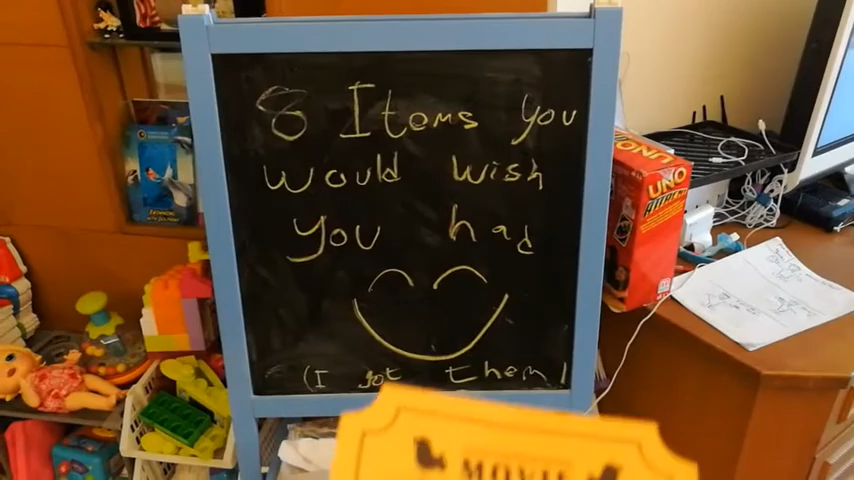 8 Items you
would wish
you had
(I got them)
UNO
MOVIE